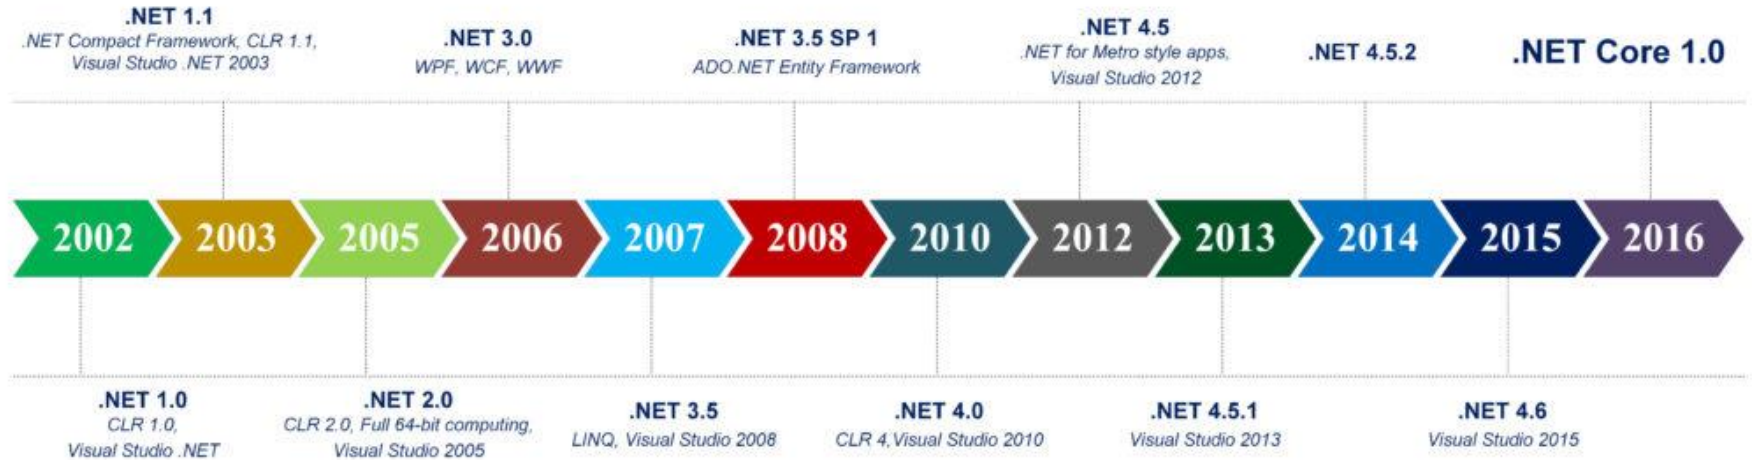 .NET 1.1
.NET Compact Framework, CLR 1.1,
Visual Studio .NET 2003
.NET 3.0
WPF, WCF, WWF
.NET 3.5 SP 1
ADO.NET Entity Framework
.NET 4.5
.NET for Metro style apps,
Visual Studio 2012
.NET 4.5.2
.NET Core 1.0
2002
2003
2005
2006
2007
2008
2010
2012
2013
2014
2015
2016
.NET 1.0
CLR 1.0,
Visual Studio .NET
.NET 2.0
CLR 2.0, Full 64-bit computing,
Visual Studio 2005
.NET 3.5
LINQ, Visual Studio 2008
.NET 4.0
CLR 4,Visual Studio 2010
.NET 4.5.1
Visual Studio 2013
.NET 4.6
Visual Studio 2015